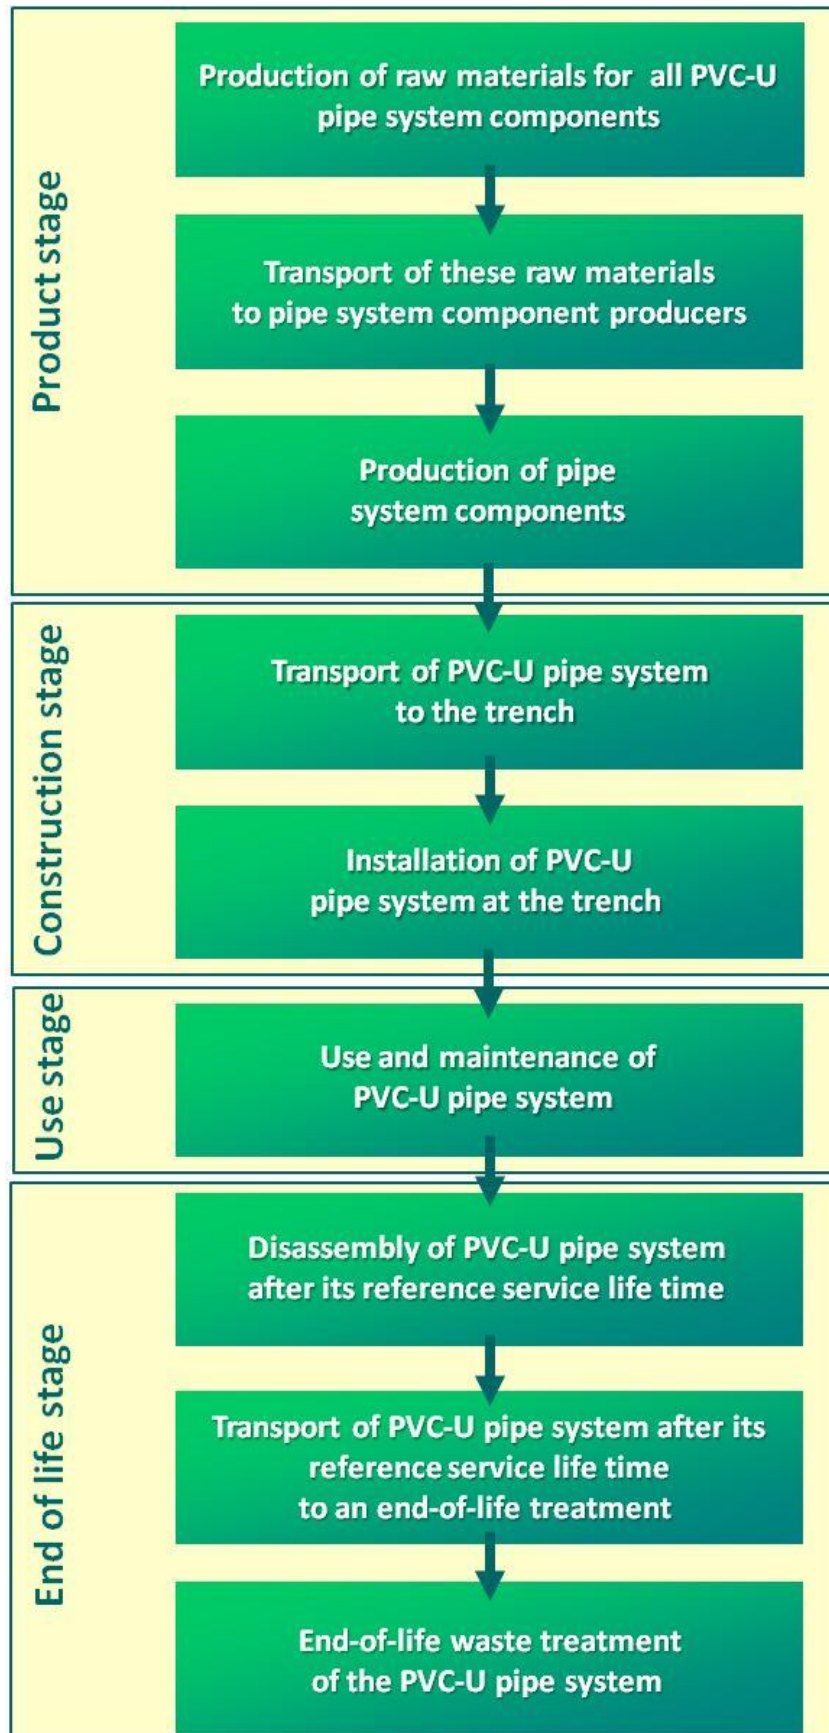 Product stage
Production of raw materials for all PVC-U
pipe system components
Transport of these raw materials
to pipe system component producers
Production of pipe
system components
Construction stage
Transport of PVC-U pipe system
to the trench
Installation of PVC-U
pipe system at the trench
Use stage
Use and maintenance of
PVC-U pipe system
End of life stage
Disassembly of PVC-U pipe system
after its reference service life time
Transport of PVC-U pipe system after its
reference service life time
to an end-of-life treatment
End-of-life waste treatment
of the PVC-U pipe system